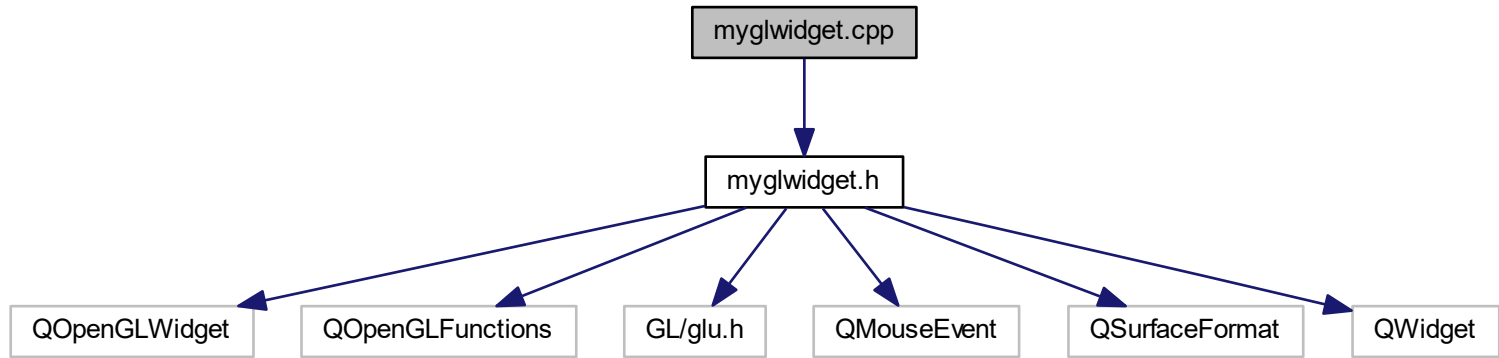 myglwidget.cpp
myglwidget.h
QOpenGLWidget
QOpenGLFunctions
GL/glu.h
QMouseEvent
QSurfaceFormat
QWidget